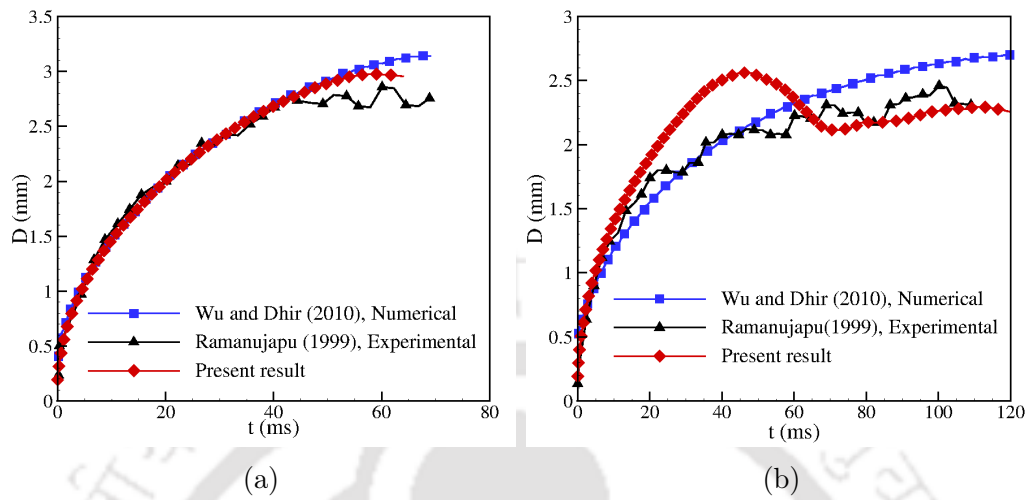 3.5
3
2.5
2
1.5
1
0.5
0
D (mm)
Wu and Dhir (2010), Numerical
Ramanujapu (1999), Experimental
Present result
0 20 40 60 80
t (ms)
(a)
3
2.5
2
1.5
1
0.5
0
D (mm)
Wu and Dhir (2010), Numerical
Ramanujapu(1999), Experimental
Present result
0 20 40 60 80 100 120
t (ms)
(b)